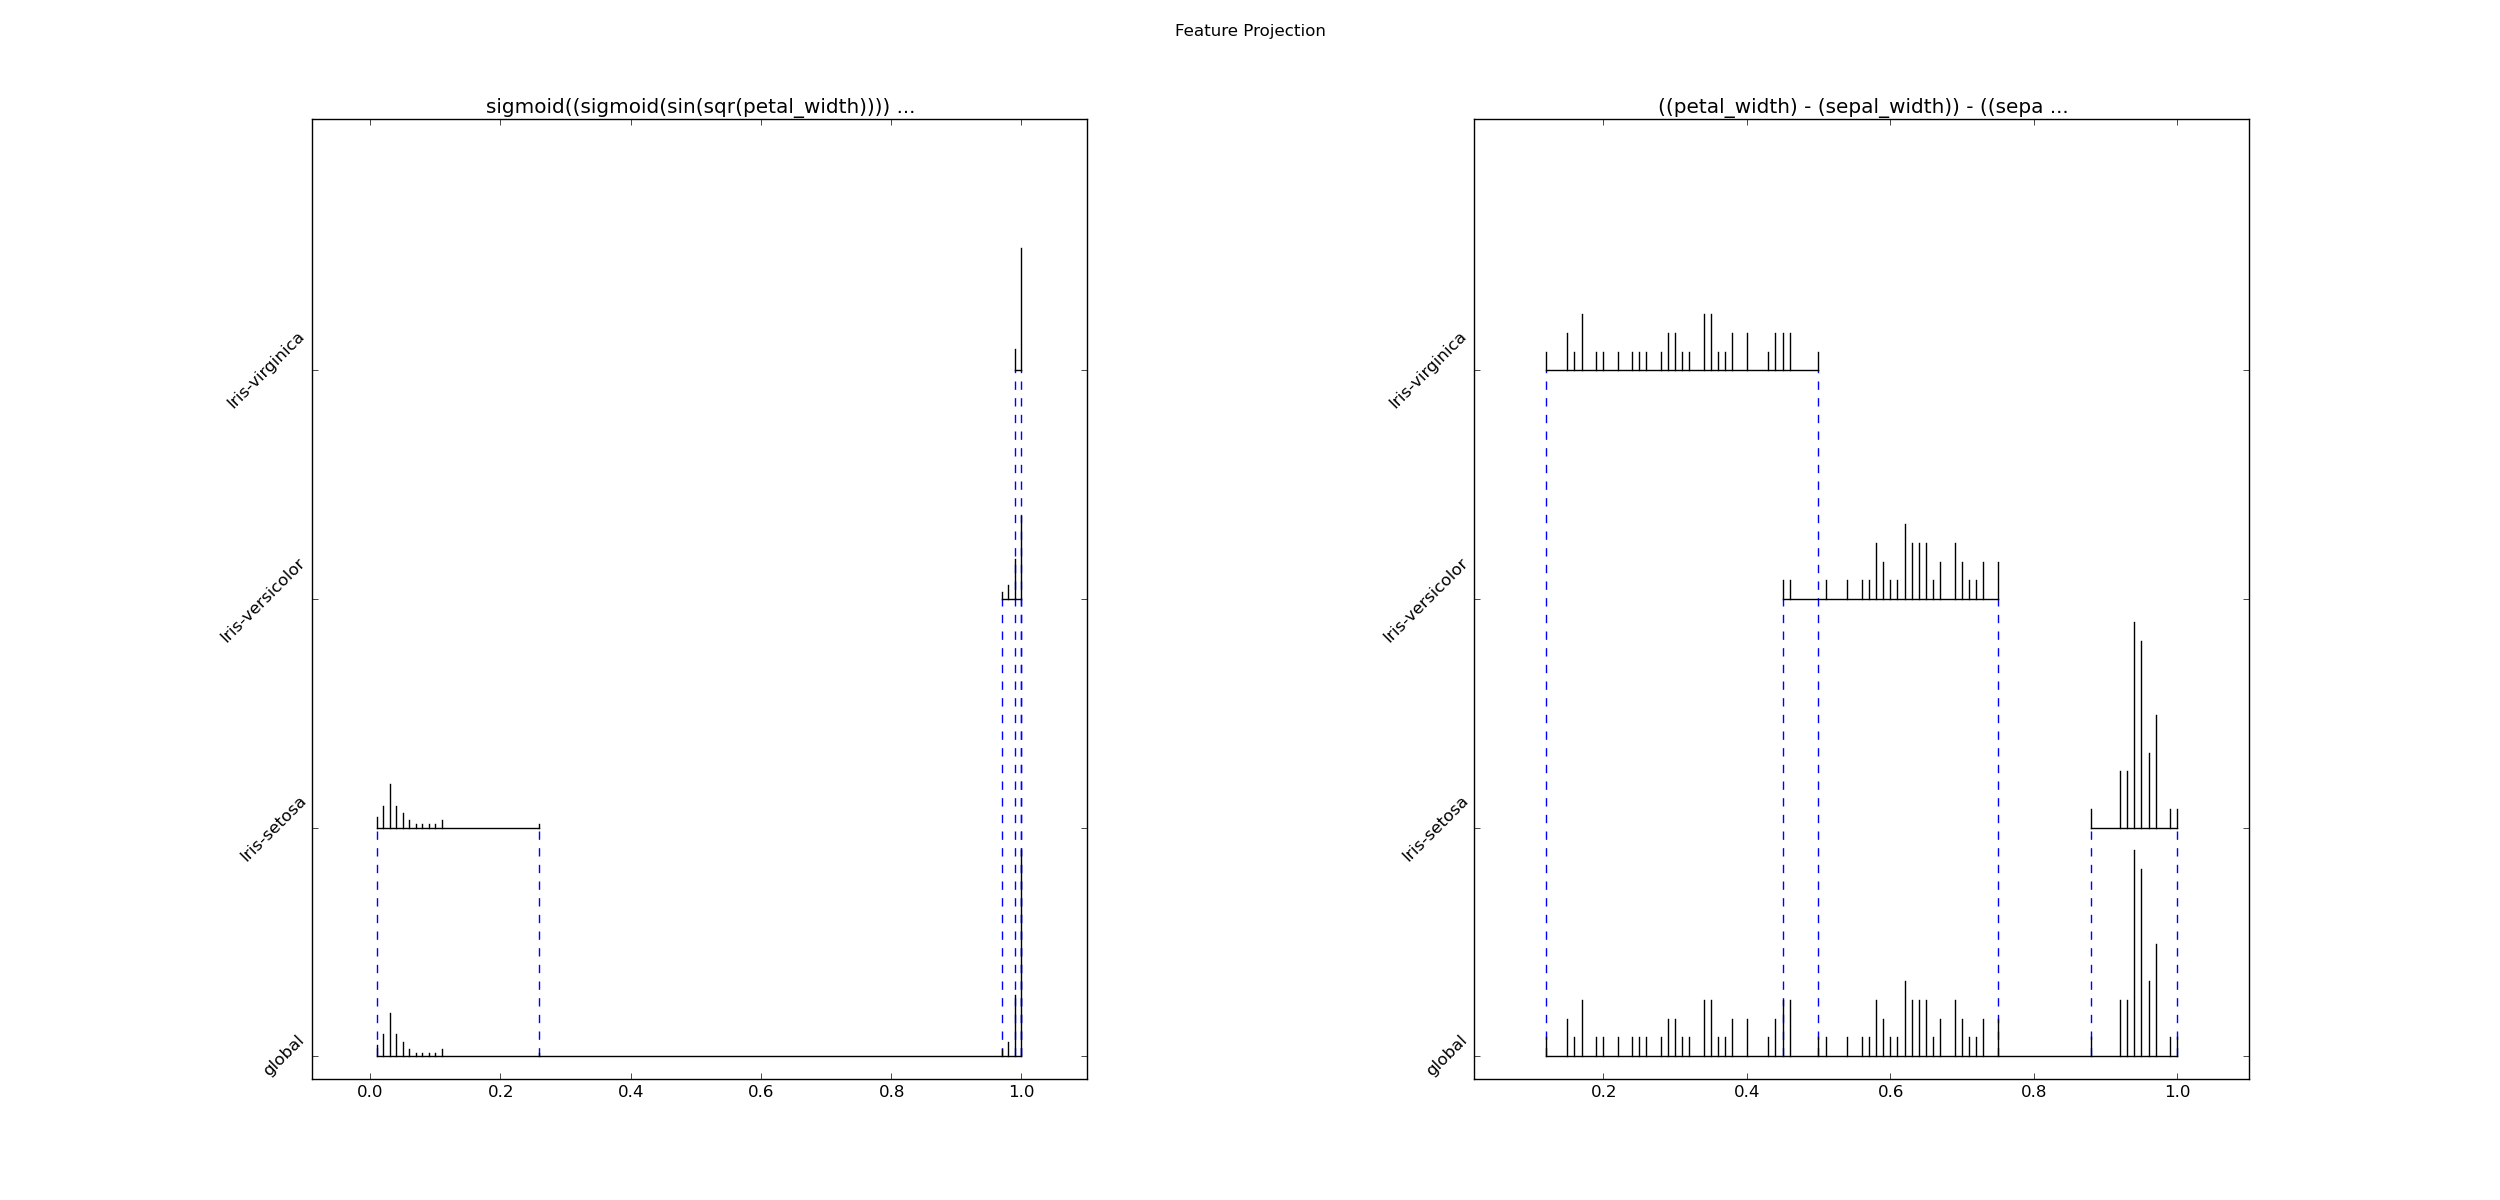 Feature Projection
sigmoid((sigmoid(sin(sqr(petal_width)))) ...
Iris-virginica
Iris-versicolor
Iris-setosa
global
0.0 0.2 0.4 0.6 0.8 1.0
((petal_width) - (sepal_width)) - ((sepa ...
Iris-virginica
Iris-versicolor
Iris-setosa
global
0.2 0.4 0.6 0.8 1.0